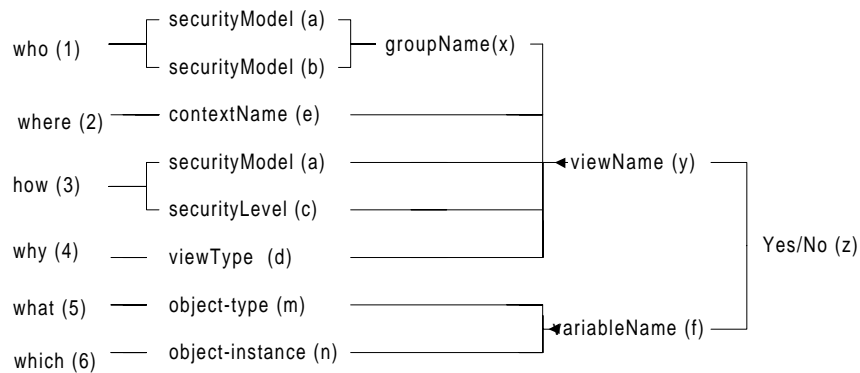 who (1)
securityModel (a)
securityModel (b)
groupName(x)
where (2)
contextName (e)
how (3)
securityModel (a)
securityLevel (c)
viewName (y)
why (4)
viewType (d)
Yes/No (z)
what (5)
object-type (m)
variableName (f)
which (6)
object-instance (n)